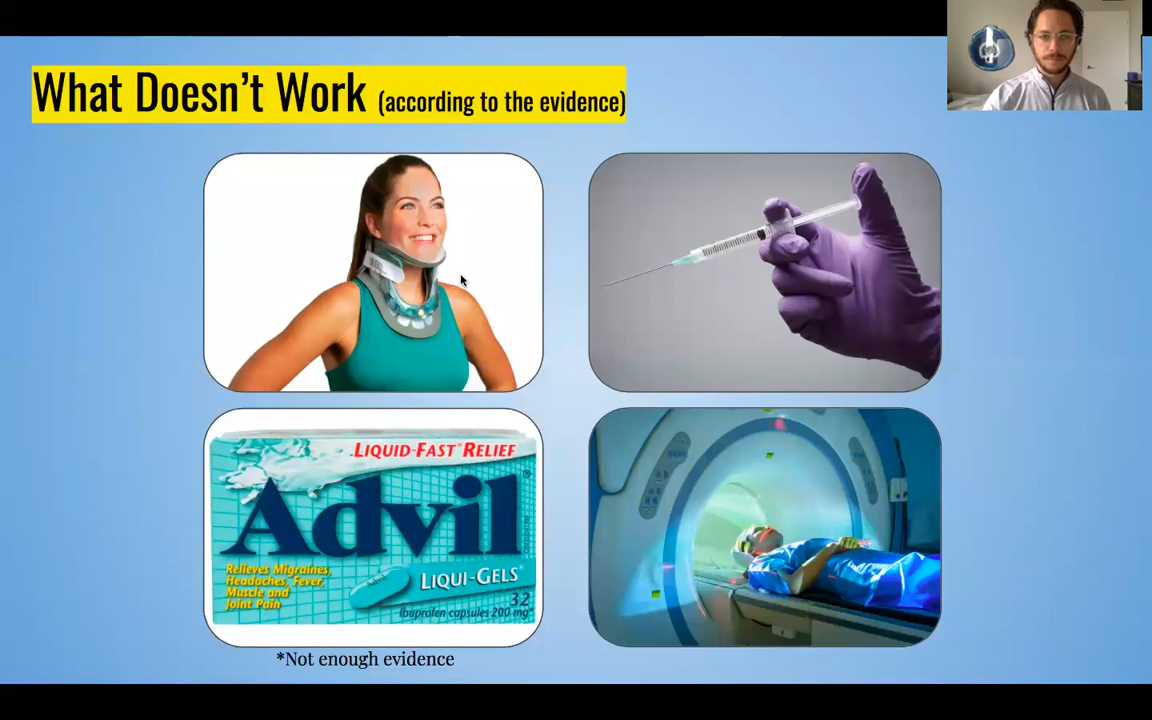 What Doesn't Work (according to the evidence)
LIQUID-FAST® RELIEF
Advil®
RELIEVES MIGRAINES,
HEADACHES, FEVER,
MUSCLE AND
JOINT PAIN
Advil
LIQUI-GELS®
32
Ibuprofen capsules 200 mg*
*Not enough evidence